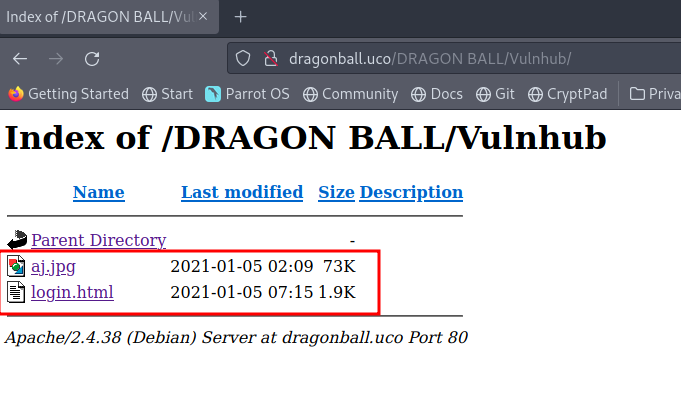 Index of /DRAGON BALL/Vul
dragonball.uco/DRAGON BALL/Vulnhub/
Getting Started Start Parrot OS Community Docs Git CryptPad Priva
Index of /DRAGON BALL/Vulnhub
Name Last modified Size Description
Parent Directory -
aj.jpg 2021-01-05 02:09 73K
login.html 2021-01-05 07:15 1.9K
Apache/2.4.38 (Debian) Server at dragonball.uco Port 80